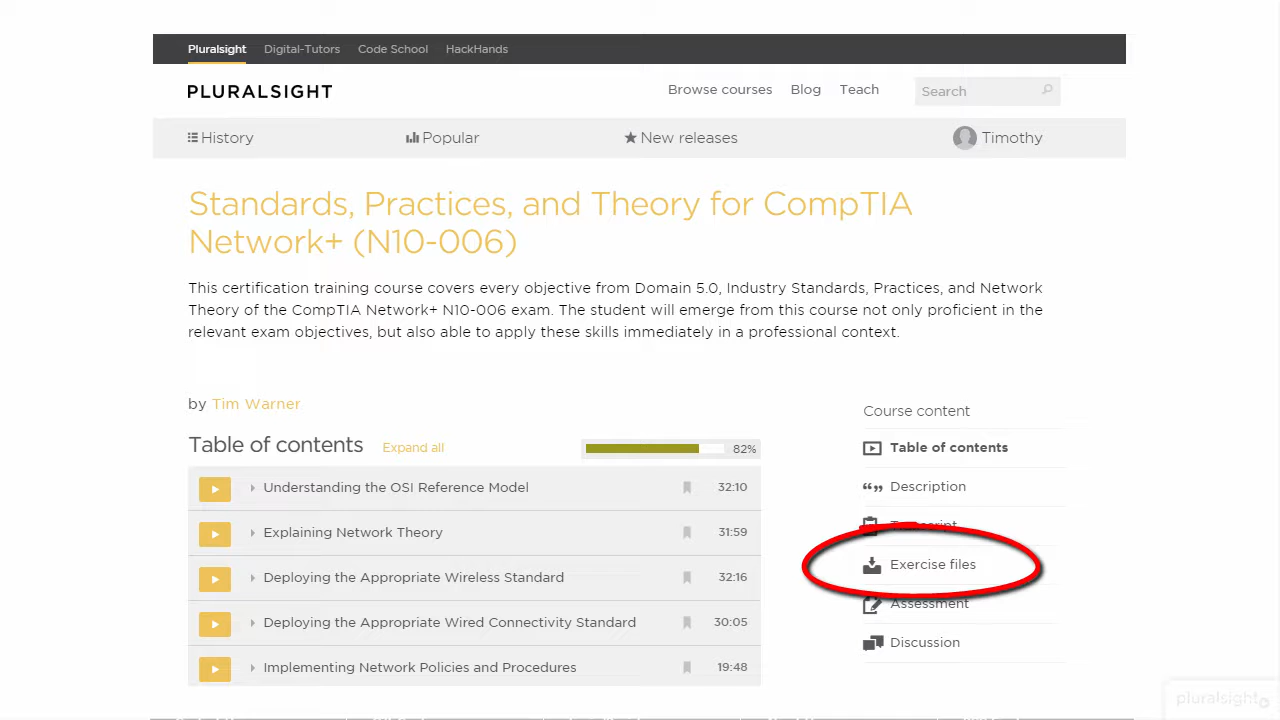 Pluralsight Digital-Tutors Code School HackHands
PLURALSIGHT Browse courses Blog Teach Search
History Popular New releases Timothy
Standards, Practices, and Theory for CompTIA
Network+ (N10-006)
This certification training course covers every objective from Domain 5.0, Industry Standards, Practices, and Network
Theory of the CompTIA Network+ N10-006 exam. The student will emerge from this course not only proficient in the
relevant exam objectives, but also able to apply these skills immediately in a professional context.
by Tim Warner
Table of contents Expand all 82%
Understanding the OSI Reference Model 32:10
Explaining Network Theory 31:59
Deploying the Appropriate Wireless Standard 32:16
Deploying the Appropriate Wired Connectivity Standard 30:05
Implementing Network Policies and Procedures 19:48
Course content
Table of contents
Description
Transcript
Exercise files
Assessment
Discussion
pluralsight